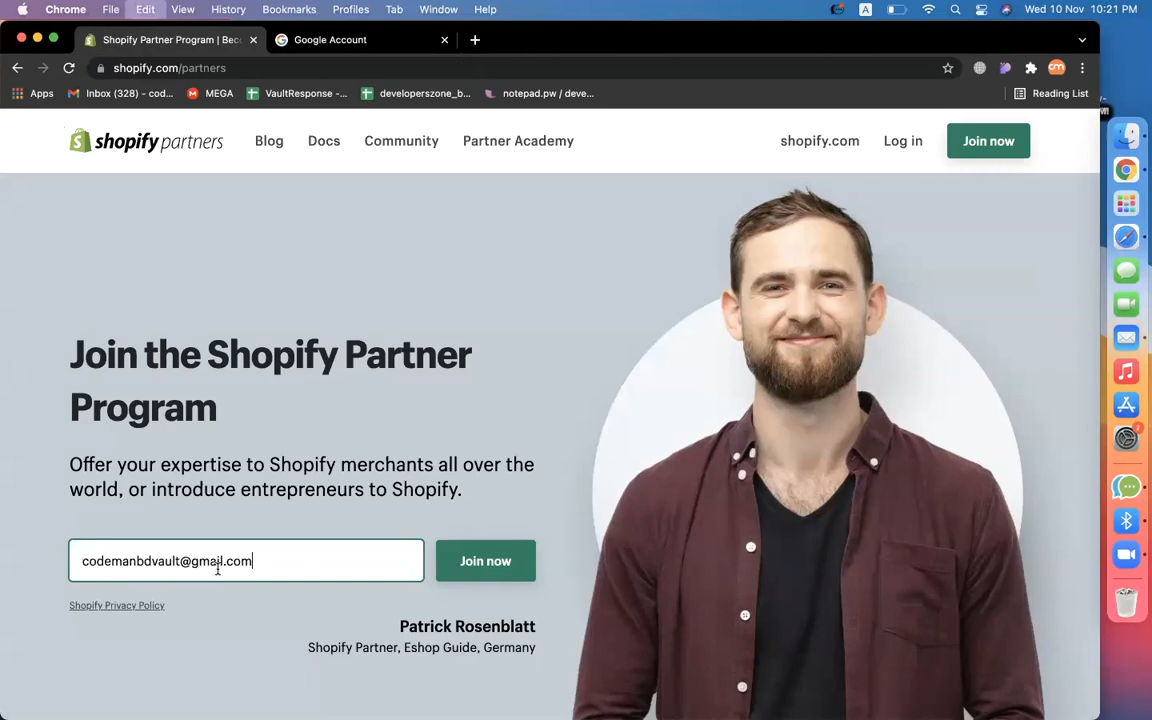 Chrome File Edit View History Bookmarks Profiles Tab Window Help A Wed 10 Nov 10:21 PM
Shopify Partner Program | Bec Google Account
shopify.com/partners
Apps Inbox (328) - cod... MEGA VaultResponse -... developerszone_b... notepad.pw / deve... Reading List
shopify partners Blog Docs Community Partner Academy shopify.com Log in Join now
Join the Shopify Partner
Program
Offer your expertise to Shopify merchants all over the
world, or introduce entrepreneurs to Shopify.
codemanbdvault@gmail.com Join now
Shopify Privacy Policy
Patrick Rosenblatt
Shopify Partner, Eshop Guide, Germany